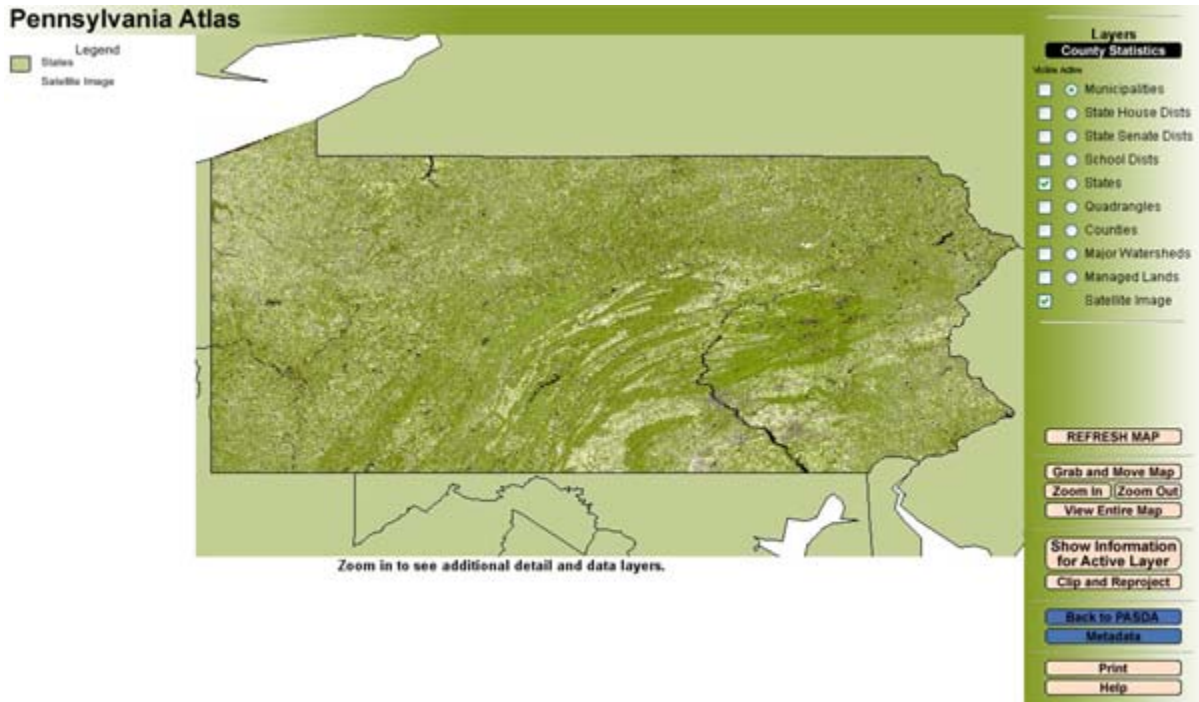 Pennsylvania Atlas
Legend
States
Satellite Image
Zoom in to see additional detail and data layers.
Layers
County Statistics
Visible Active
Municipalities
State House Dists
State Senate Dists
School Dists
States
Quadrangles
Counties
Major Watersheds
Managed Lands
Satellite Image
REFRESH MAP
Grab and Move Map
Zoom In Zoom Out
View Entire Map
Show Information
for Active Layer
Clip and Reproject
Back to PASDA
Metadata
Print
Help